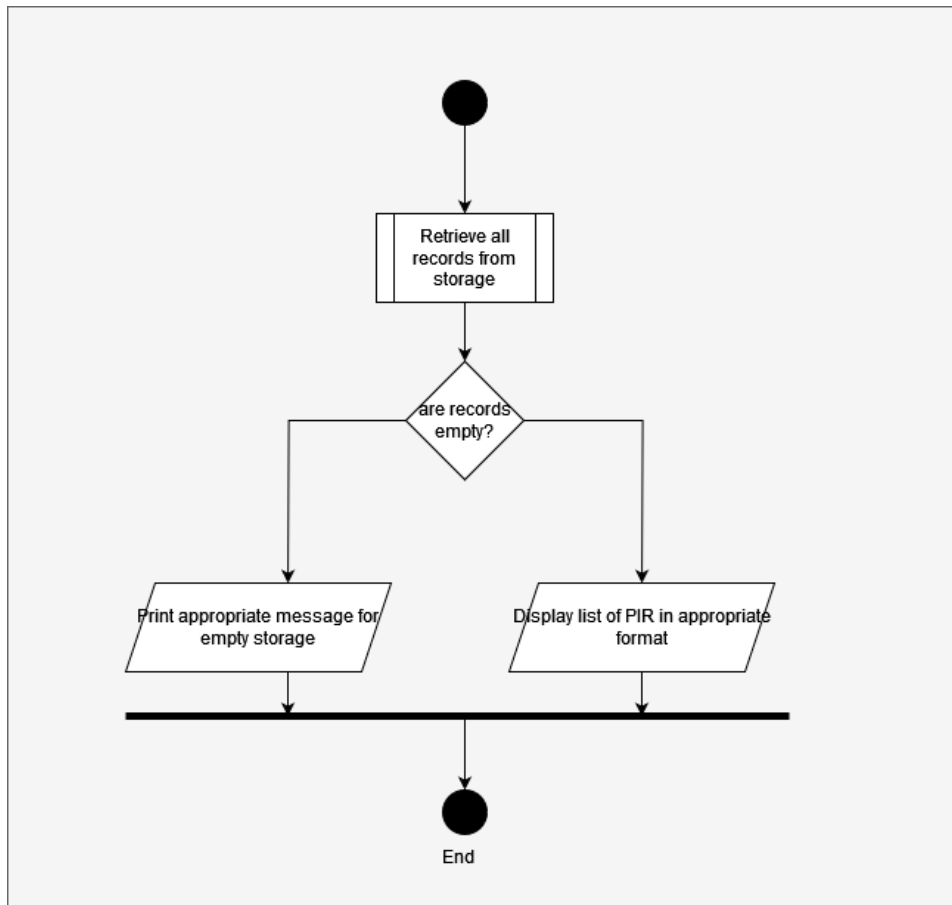 Retrieve all
records from
storage
are records
empty?
Print appropriate message for
empty storage
Display list of PIR in appropriate
format
End